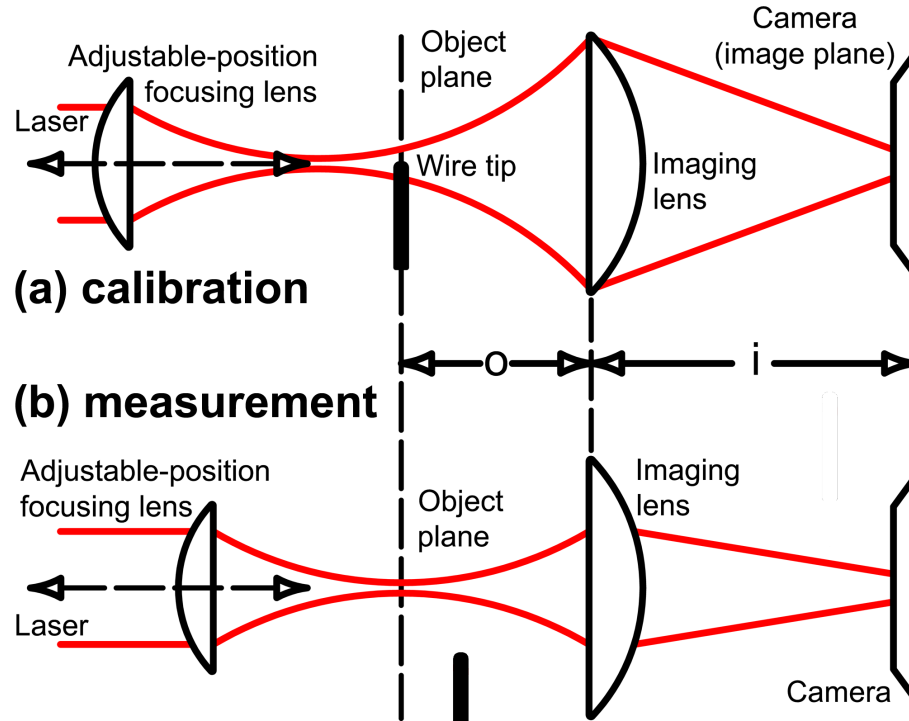 Adjustable-position
focusing lens
Object
plane
Camera
(image plane)
Laser
Wire tip
Imaging
lens
(a) calibration
o
i
(b) measurement
Adjustable-position
focusing lens
Object
plane
Imaging
lens
Laser
Camera